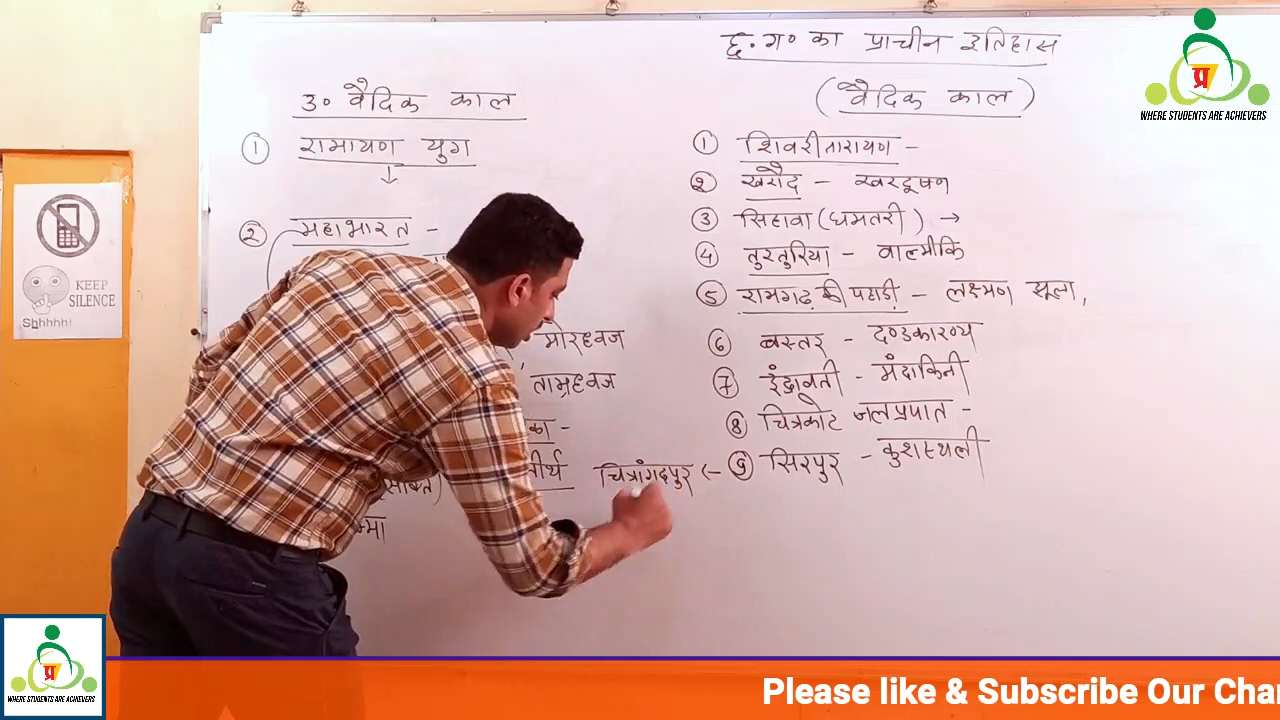 छ.ग॰ का प्राचीन इतिहास
(वैदिक काल)
उ॰ वैदिक काल
① रामायण युग
② महाभारत -
मोरध्वज
ताम्रध्वज
का -
तीर्थ
① शिवरीनारायण -
② खरौद - खरदूषण
③ सिहावा (धमतरी) →
④ तुरतुरिया - वाल्मीकि
⑤ रामगढ़ की पहाडी - लक्ष्मण झूला,
⑥ बस्तर - दण्डकारण्य
⑦ इंद्रावती - मंदाकिनी
⑧ चित्रकोट जलप्रपात -
चित्रांगदपुर ← ⑨ सिरपुर - कुशस्थली
KEEP
SILENCE
Shhhhh!
प्र
WHERE STUDENTS ARE ACHIEVERS
प्र
WHERE STUDENTS ARE ACHIEVERS
Please like & Subscribe Our Cha